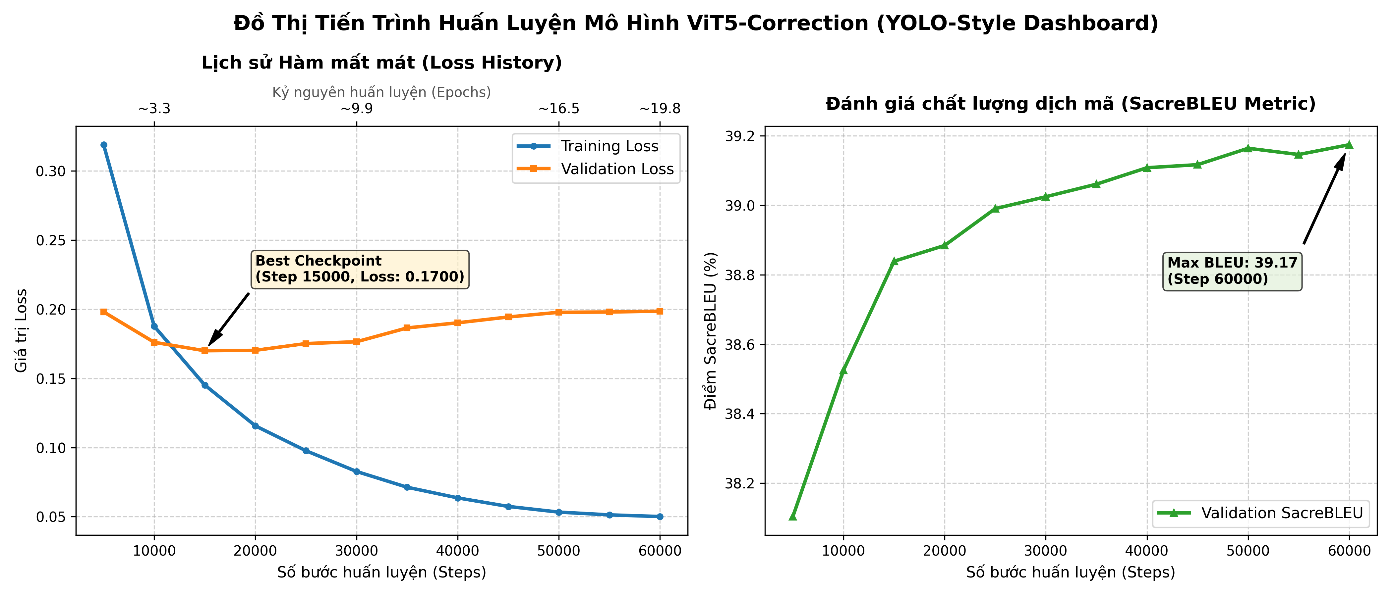 Đồ Thị Tiến Trình Huấn Luyện Mô Hình ViT5-Correction (YOLO-Style Dashboard)
Lịch sử Hàm mất mát (Loss History)
Kỷ nguyên huấn luyện (Epochs)
~3.3 ~9.9 ~16.5 ~19.8
Training Loss
Validation Loss
Best Checkpoint
(Step 15000, Loss: 0.1700)
Giá trị Loss
0.30
0.25
0.20
0.15
0.10
0.05
10000 20000 30000 40000 50000 60000
Số bước huấn luyện (Steps)
Đánh giá chất lượng dịch mã (SacreBLEU Metric)
Điểm SacreBLEU (%)
39.2
39.0
38.8
38.6
38.4
38.2
Max BLEU: 39.17
(Step 60000)
Validation SacreBLEU
10000 20000 30000 40000 50000 60000
Số bước huấn luyện (Steps)